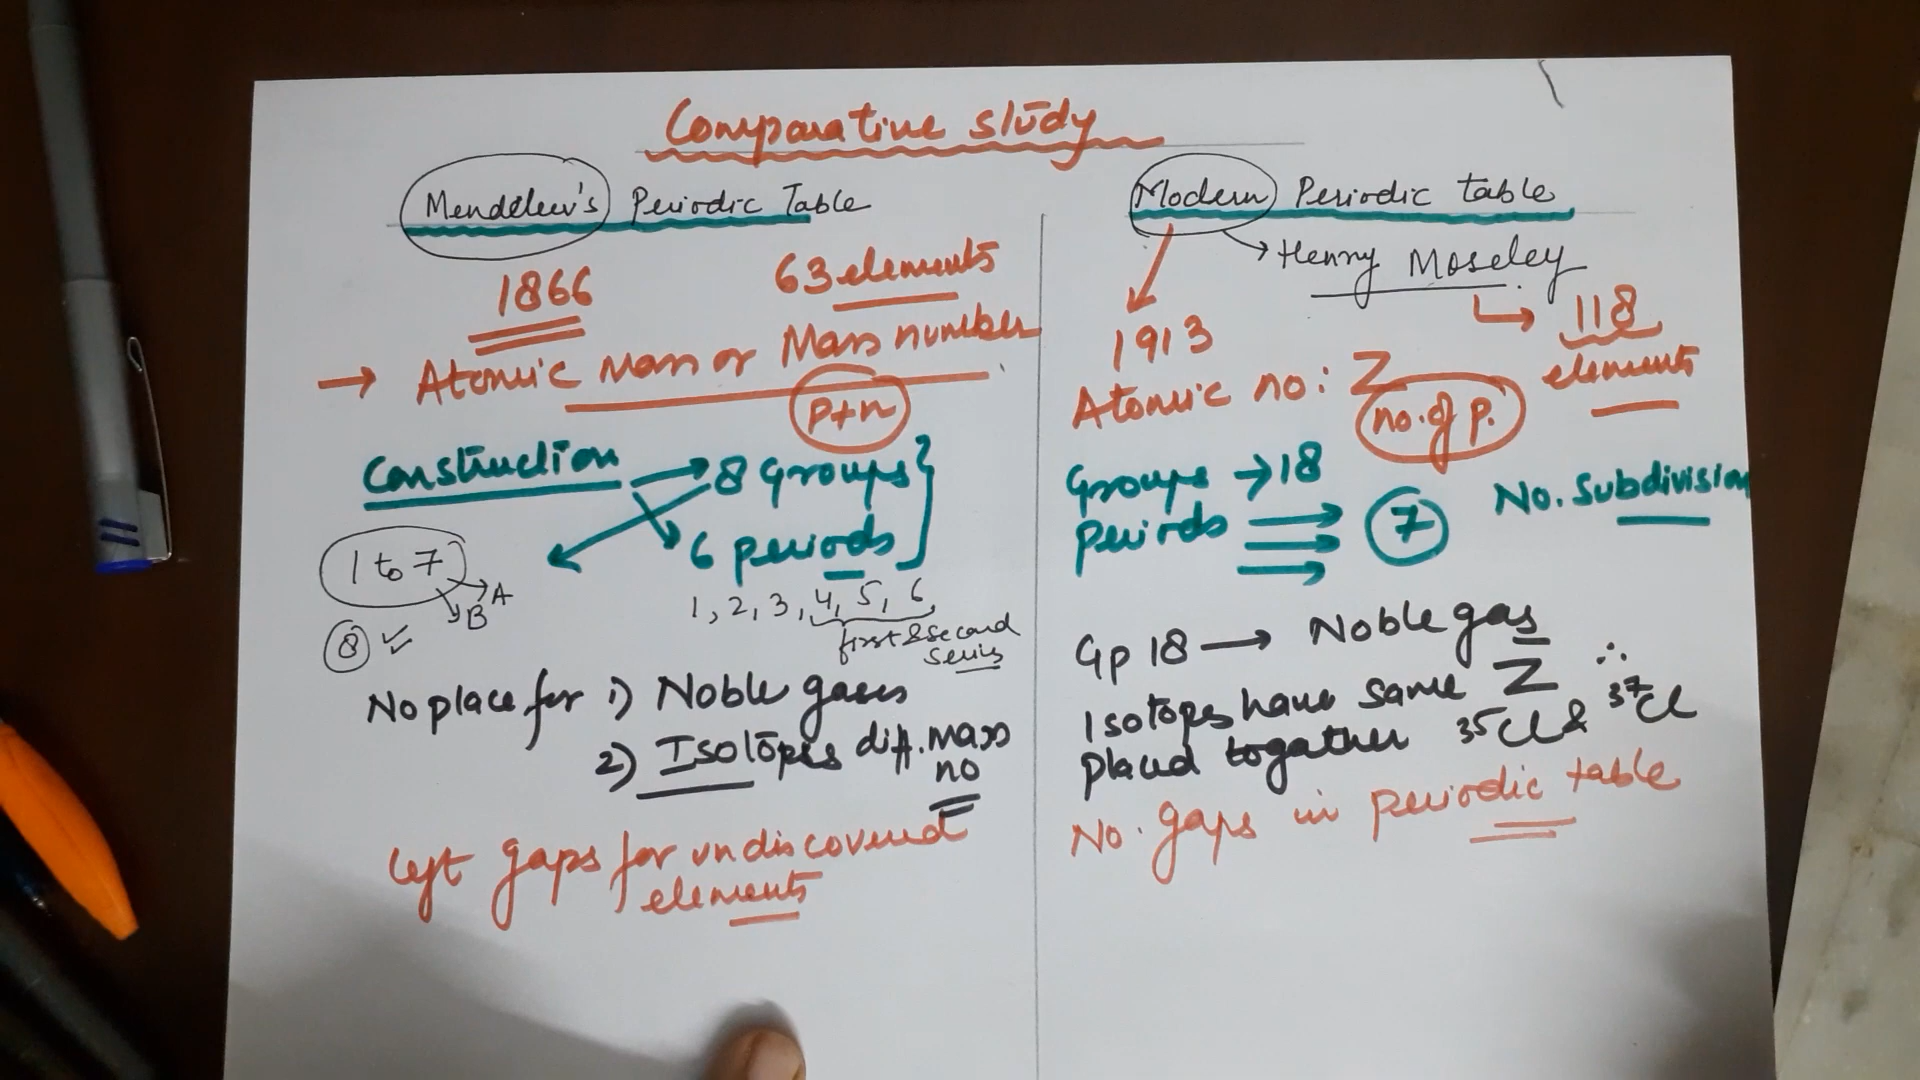 Comparative study
Mendeleev's Periodic Table
1866
63 elements
→ Atomic Mass or Mass number
p+n
Construction → 8 Groups
6 periods
1 to 7
A
B
8 ✓
1, 2, 3, 4, 5, 6
first & second
series
No place for 1) Noble gases
2) Isotopes diff. mass
no
left gaps for undiscovered
elements
Modern Periodic table
→ Henry Moseley
→ 118
elements
1913
Atomic no: Z
no. of p.
Groups → 18
No. Subdivision
periods → 7
Gp 18 → Noble gas
Isotopes have same Z ∴
placed togather 35Cl & 37Cl
No. gaps in periodic table